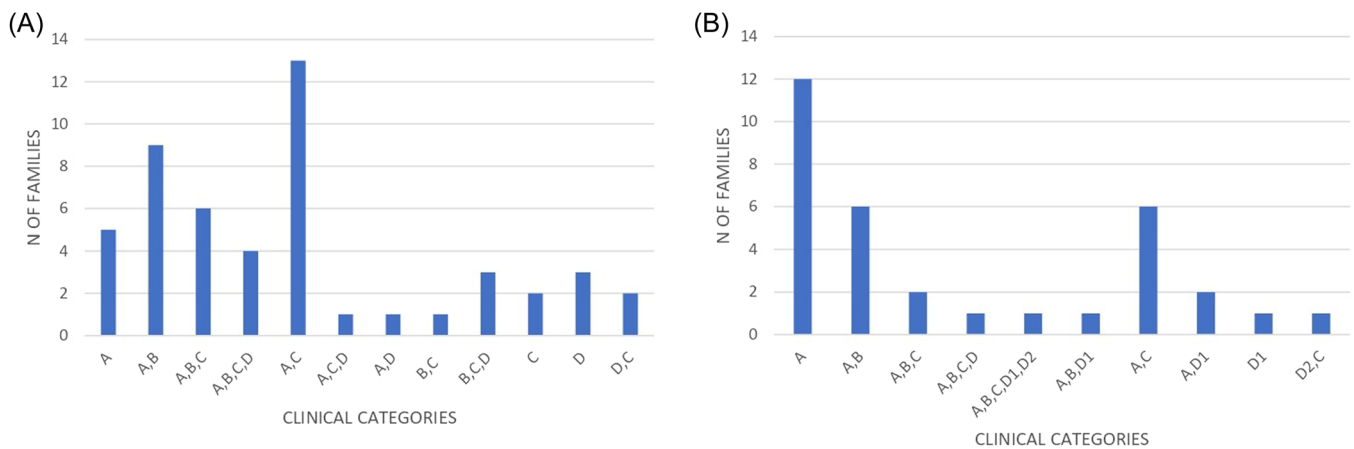 (A)
14
12
10
8
6
4
2
0
N OF FAMILIES
A
A,B
A,B,C
A,B,C,D
A,C
A,C,D
A,D
B,C
B,C,D
C
D
D,C
CLINICAL CATEGORIES
(B)
14
12
10
8
6
4
2
0
N OF FAMILIES
A
A,B
A,B,C
A,B,C,D
A,B,C,D1,D2
A,B,D1
A,C
A,D1
D1
D2,C
CLINICAL CATEGORIES